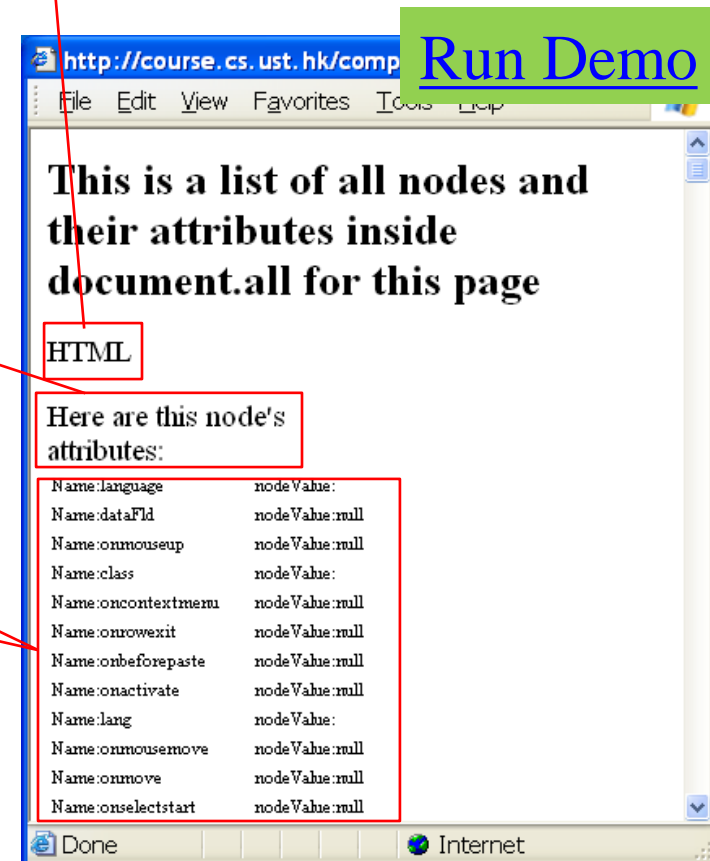 Run Demo
http://course.cs.ust.hk/comp
File Edit View Favorites Tools Help
This is a list of all nodes and
their attributes inside
document.all for this page
HTML
Here are this node's
attributes:
Name:language nodeValue:
Name:dataFld nodeValue:null
Name:onmouseup nodeValue:null
Name:class nodeValue:
Name:oncontextmenu nodeValue:null
Name:onrowexit nodeValue:null
Name:onbeforepaste nodeValue:null
Name:onactivate nodeValue:null
Name:lang nodeValue:
Name:onmousemove nodeValue:null
Name:onmove nodeValue:null
Name:onselectstart nodeValue:null
Done Internet